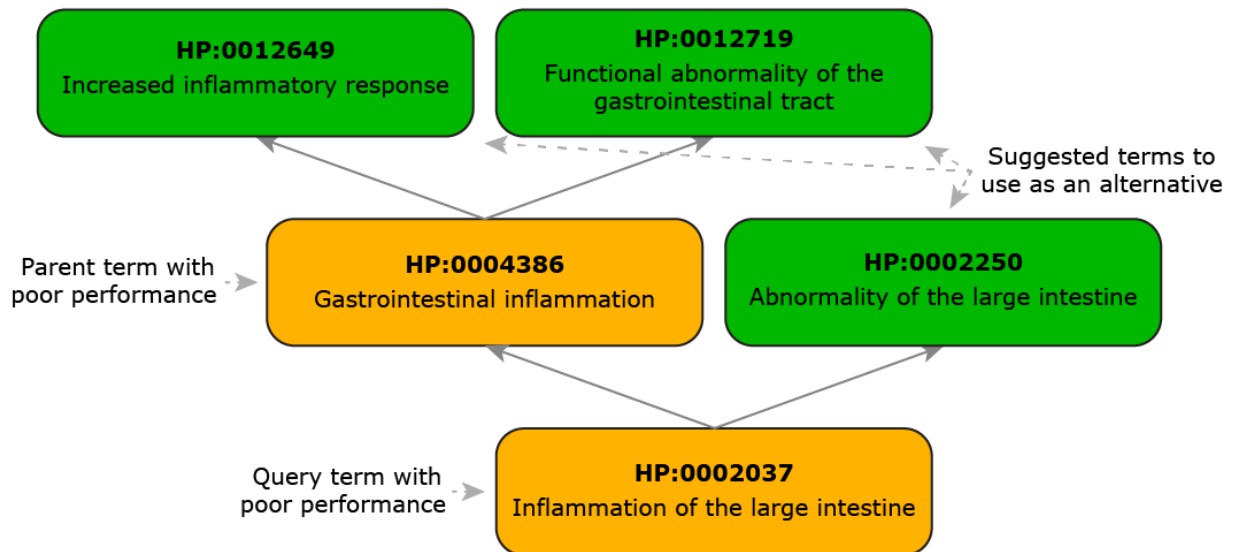 HP:0012649
Increased inflammatory response
HP:0012719
Functional abnormality of the
gastrointestinal tract
Suggested terms to
use as an alternative
Parent term with
poor performance
HP:0004386
Gastrointestinal inflammation
HP:0002250
Abnormality of the large intestine
Query term with
poor performance
HP:0002037
Inflammation of the large intestine